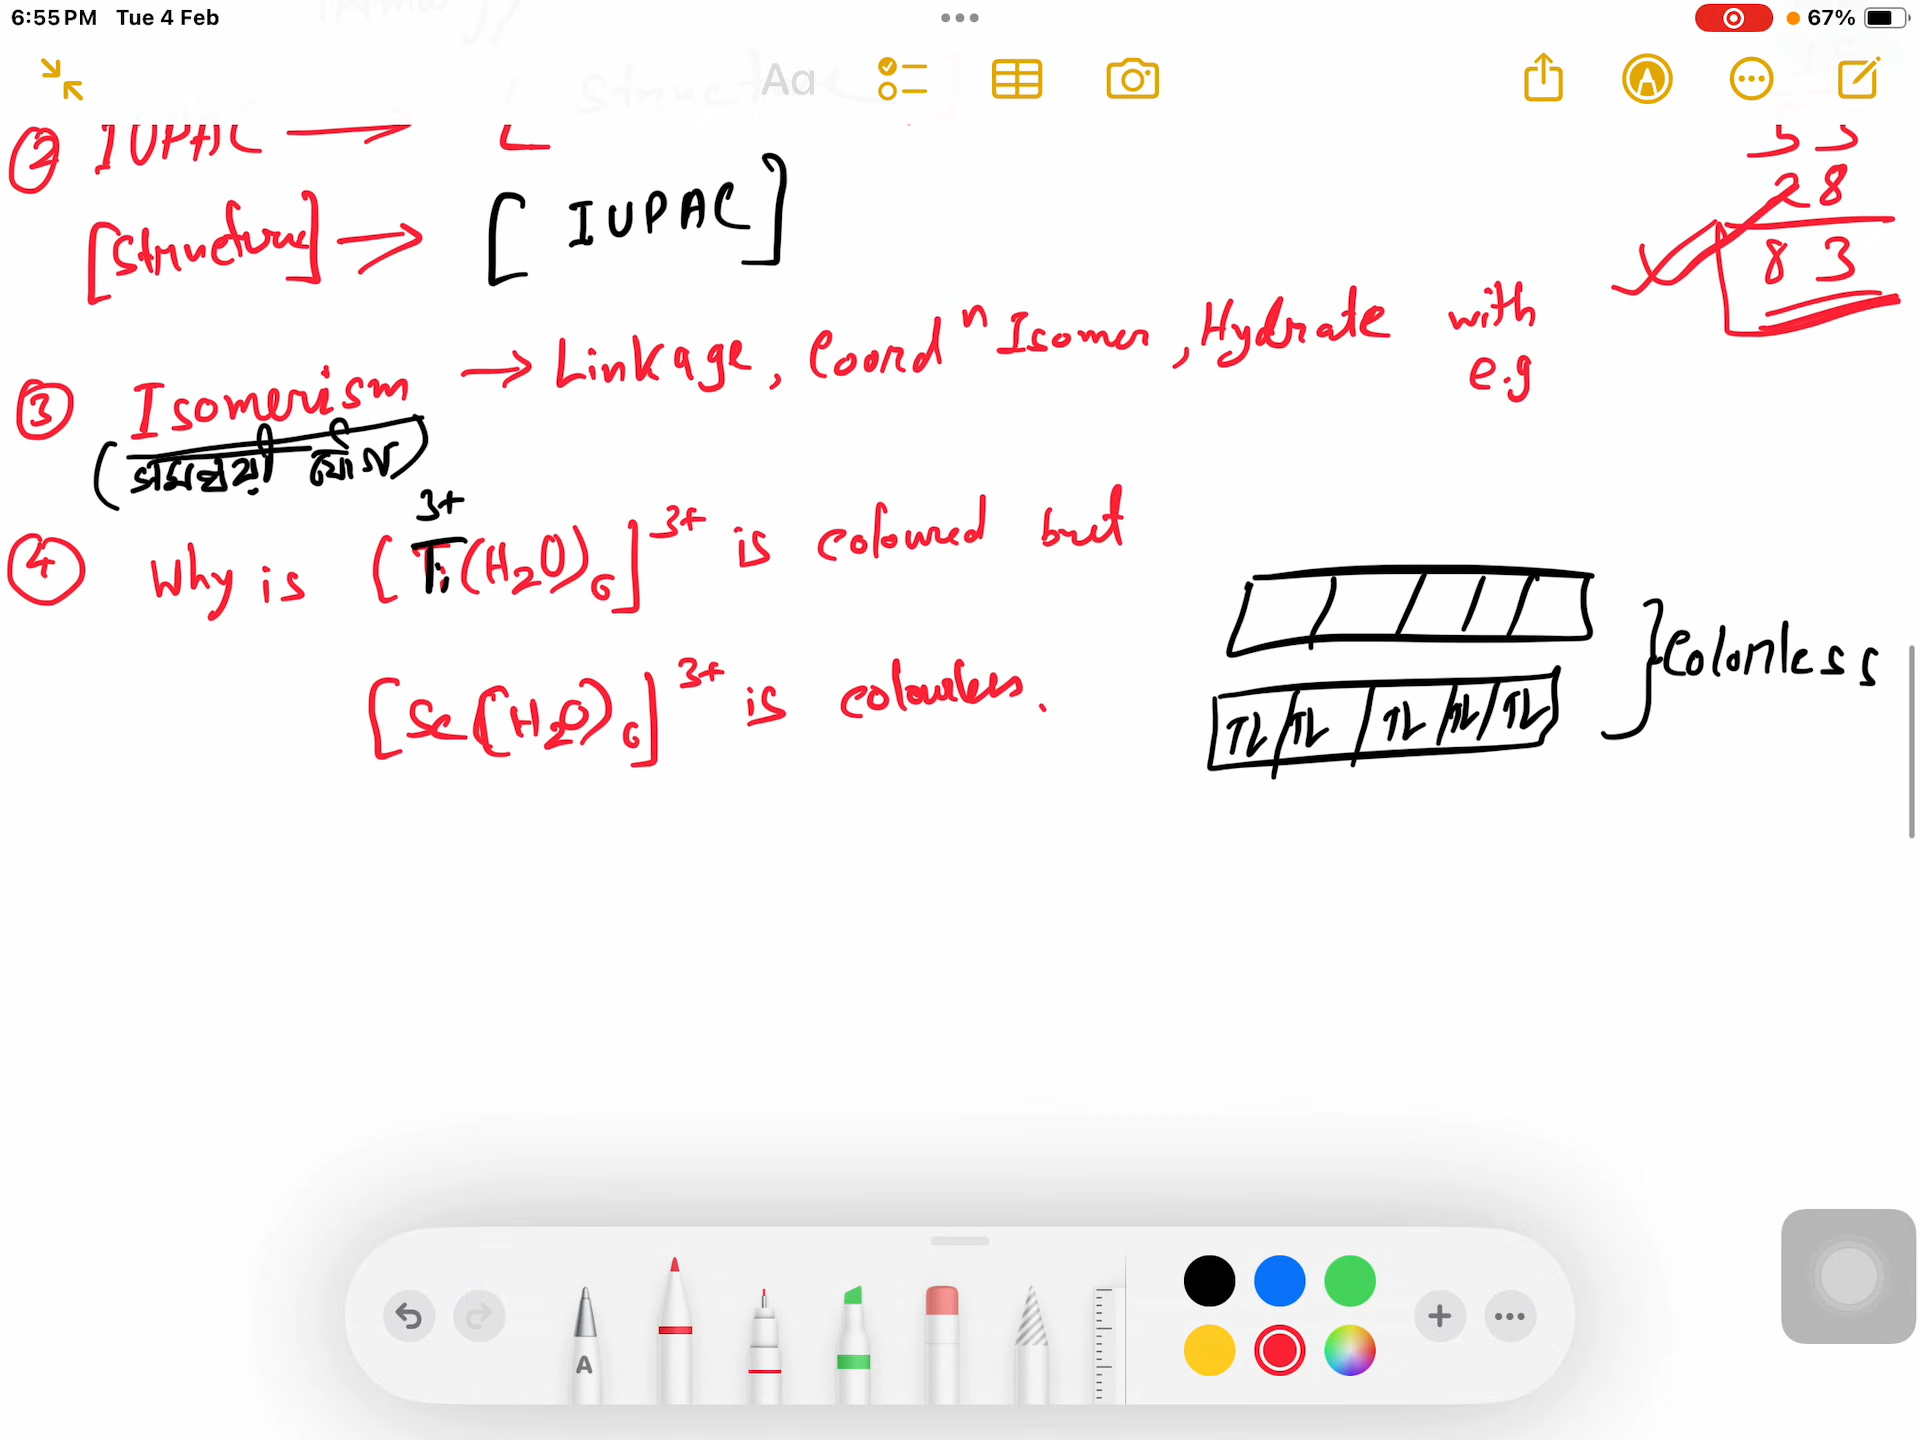 6:55 PM Tue 4 Feb
67%
Aa
② IUPAC →
[Structure] → [IUPAC]
28
83
③ Isomerism → Linkage, Coordⁿ Isomer, Hydrate with e.g
④ Why is [Ti(H₂O)₆]³⁺ is coloured but
3+
[Sc(H₂O)₆]³⁺ is colourless.
Colorless
A